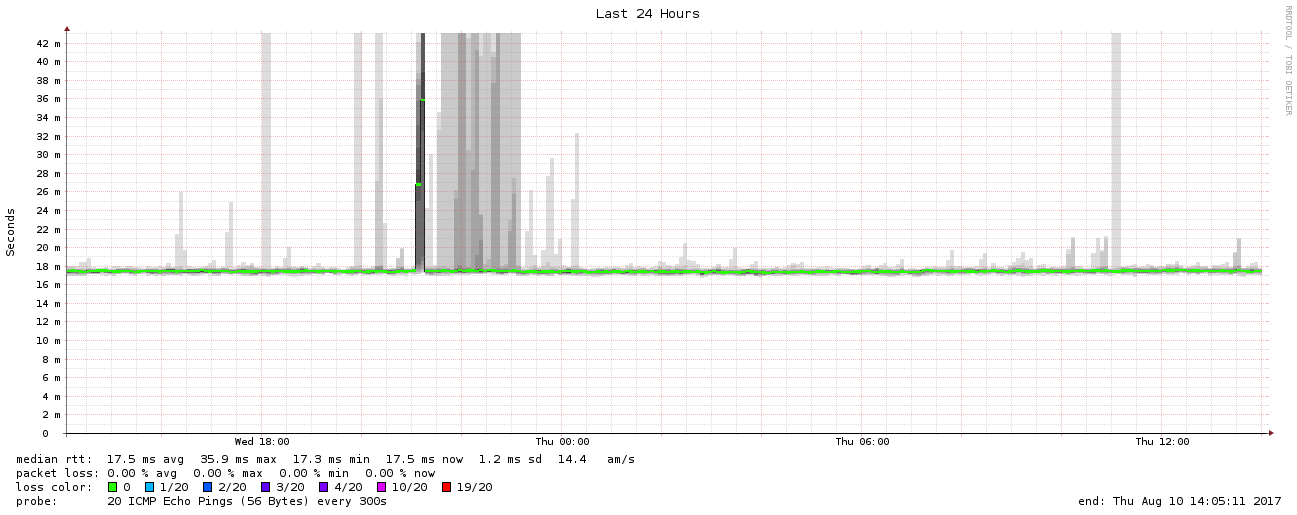 Last 24 Hours
RRDTOOL / TOBI OETIKER
Seconds
42 m
40 m
38 m
36 m
34 m
32 m
30 m
28 m
26 m
24 m
22 m
20 m
18 m
16 m
14 m
12 m
10 m
8 m
6 m
4 m
2 m
0
Wed 18:00 Thu 00:00 Thu 06:00 Thu 12:00
median rtt: 17.5 ms avg 35.9 ms max 17.3 ms min 17.5 ms now 1.2 ms sd 14.4 am/s
packet loss: 0.00 % avg 0.00 % max 0.00 % min 0.00 % now
loss color: 0 1/20 2/20 3/20 4/20 10/20 19/20
probe: 20 ICMP Echo Pings (56 Bytes) every 300s
end: Thu Aug 10 14:05:11 2017